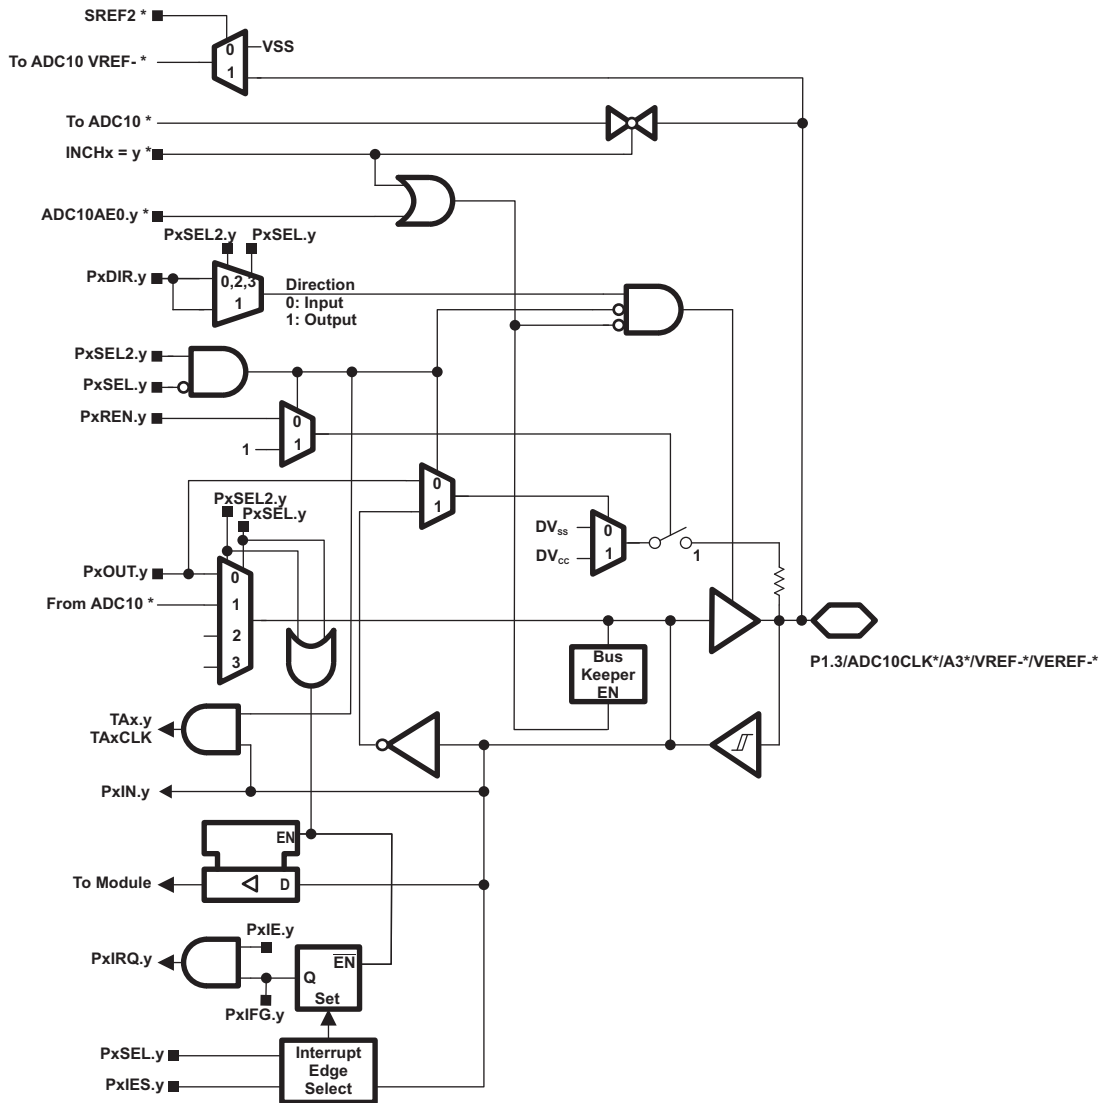 SREF2 *
VSS
0
To ADC10 VREF- *
1
To ADC10 *
INCHx = y *
ADC10AE0.y *
PxSEL2.y PxSEL.y
PxDIR.y
0,2,3
1
Direction
0: Input
1: Output
PxSEL2.y
PxSEL.y
PxREN.y
0
1
1
0
1
PxSEL2.y
PxSEL.y
DVSS
0
DVCC
1
1
PxOUT.y
0
From ADC10 *
1
2
3
Bus
Keeper
EN
P1.3/ADC10CLK*/A3*/VREF-*/VEREF-*
TAx.y
TAxCLK
PxIN.y
EN
To Module
D
PxIE.y
PxIRQ.y
EN
Q
Set
PxIFG.y
PxSEL.y
PxIES.y
Interrupt
Edge
Select